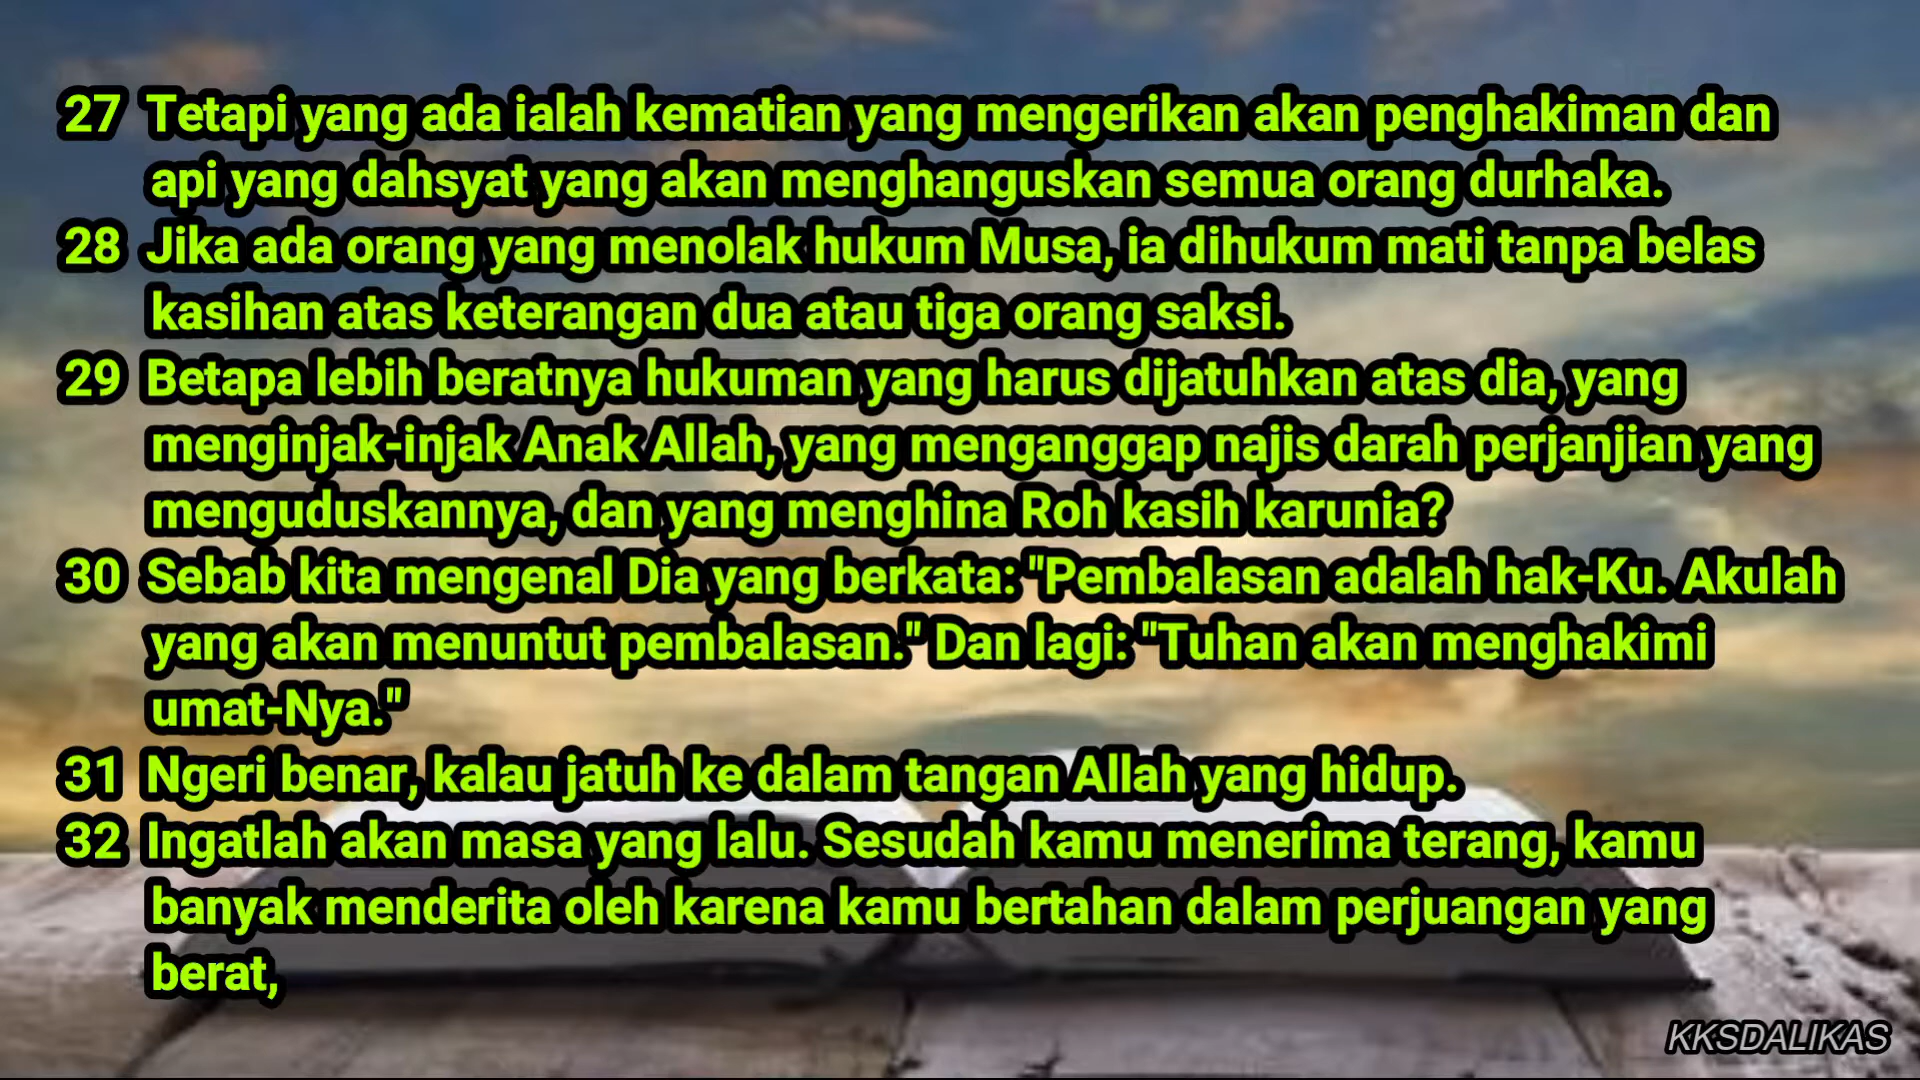 27 Tetapi yang ada ialah kematian yang mengerikan akan penghakiman dan
api yang dahsyat yang akan menghanguskan semua orang durhaka.
28 Jika ada orang yang menolak hukum Musa, ia dihukum mati tanpa belas
kasihan atas keterangan dua atau tiga orang saksi.
29 Betapa lebih beratnya hukuman yang harus dijatuhkan atas dia, yang
menginjak-injak Anak Allah, yang menganggap najis darah perjanjian yang
menguduskannya, dan yang menghina Roh kasih karunia?
30 Sebab kita mengenal Dia yang berkata: "Pembalasan adalah hak-Ku. Akulah
yang akan menuntut pembalasan." Dan lagi: "Tuhan akan menghakimi
umat-Nya."
31 Ngeri benar, kalau jatuh ke dalam tangan Allah yang hidup.
32 Ingatlah akan masa yang lalu. Sesudah kamu menerima terang, kamu
banyak menderita oleh karena kamu bertahan dalam perjuangan yang
berat,
KKSDALIKAS